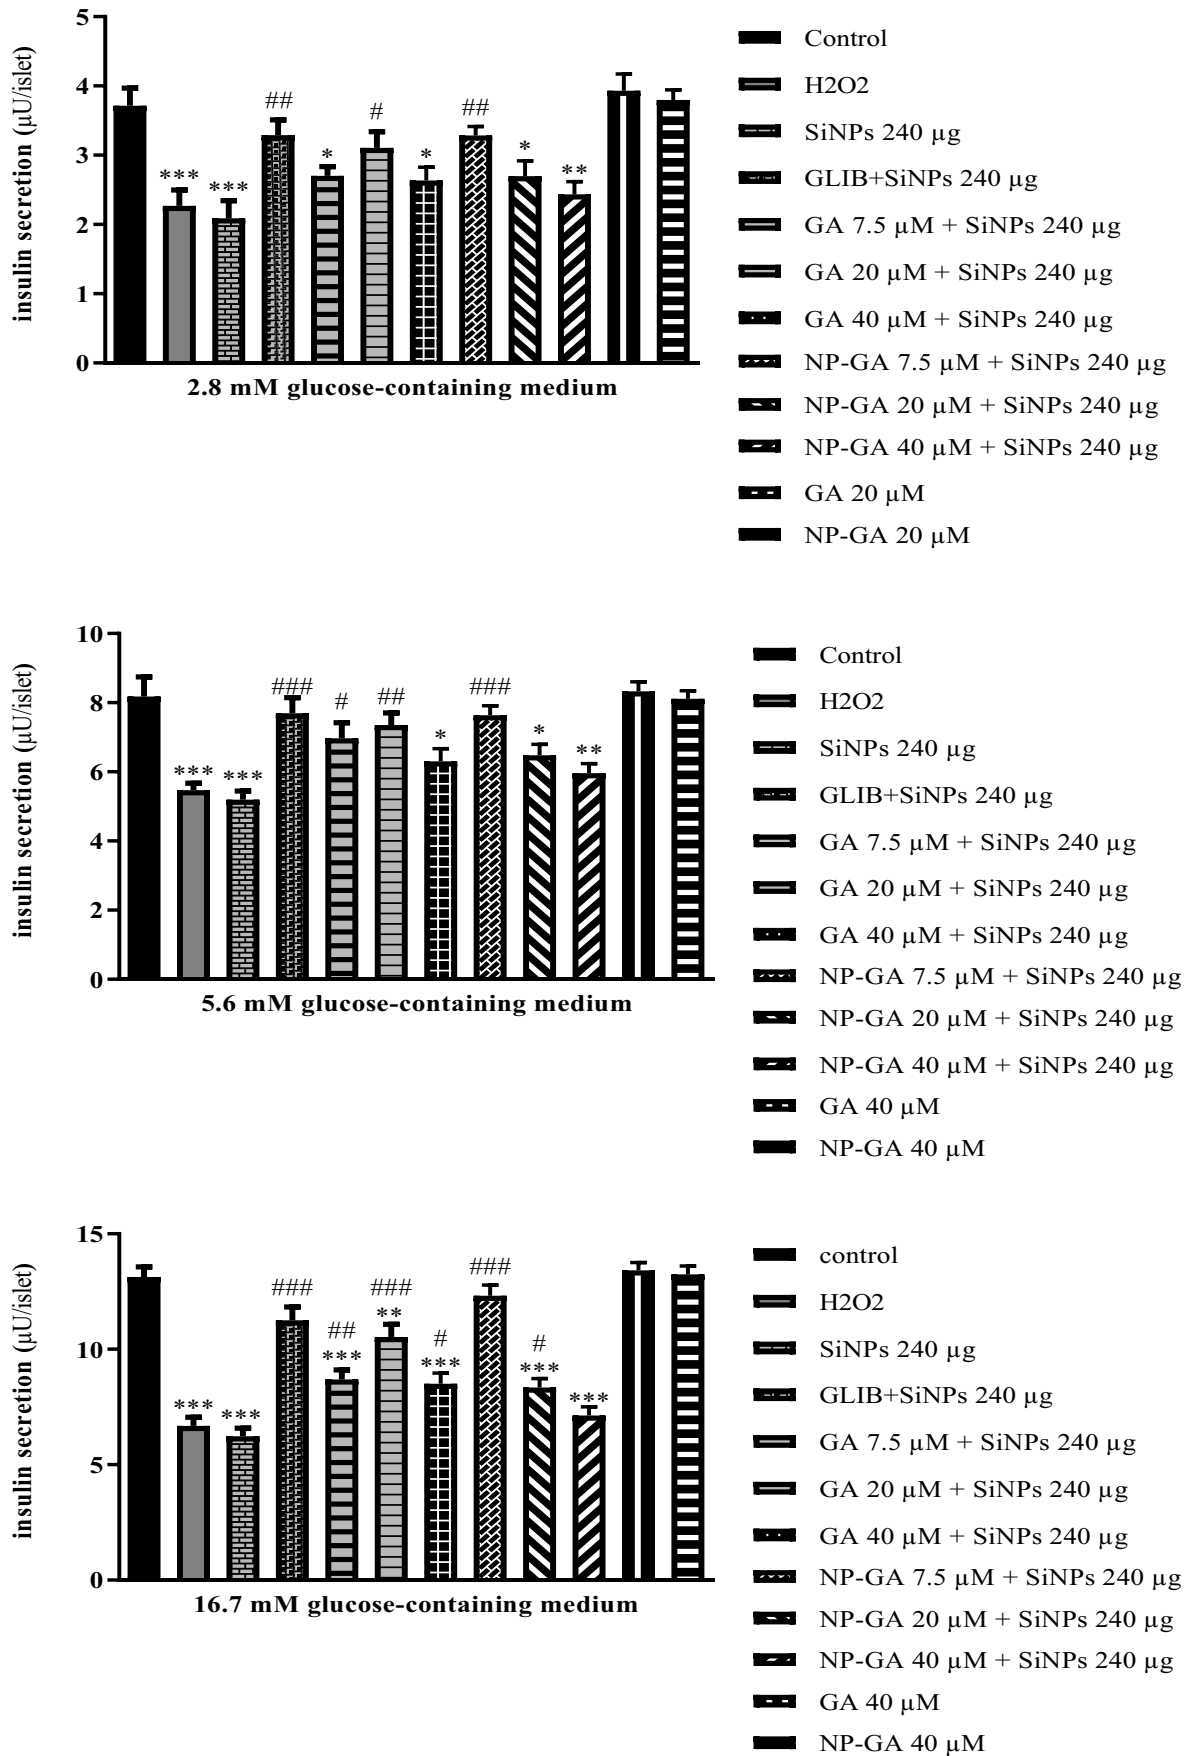 insulin secretion (µU/islet)
5
4
3
2
1
0
***
***
##
*
#
*
##
*
**
2.8 mM glucose-containing medium
Control
H2O2
SiNPs 240 µg
GLIB+SiNPs 240 µg
GA 7.5 µM + SiNPs 240 µg
GA 20 µM + SiNPs 240 µg
GA 40 µM + SiNPs 240 µg
NP-GA 7.5 µM + SiNPs 240 µg
NP-GA 20 µM + SiNPs 240 µg
NP-GA 40 µM + SiNPs 240 µg
GA 20 µM
NP-GA 20 µM
insulin secretion (µU/islet)
10
8
6
4
2
0
***
***
###
#
##
*
###
*
**
5.6 mM glucose-containing medium
Control
H2O2
SiNPs 240 µg
GLIB+SiNPs 240 µg
GA 7.5 µM + SiNPs 240 µg
GA 20 µM + SiNPs 240 µg
GA 40 µM + SiNPs 240 µg
NP-GA 7.5 µM + SiNPs 240 µg
NP-GA 20 µM + SiNPs 240 µg
NP-GA 40 µM + SiNPs 240 µg
GA 40 µM
NP-GA 40 µM
insulin secretion (µU/islet)
15
10
5
0
***
***
###
##
***
###
**
#
***
###
#
***
***
16.7 mM glucose-containing medium
control
H2O2
SiNPs 240 µg
GLIB+SiNPs 240 µg
GA 7.5 µM + SiNPs 240 µg
GA 20 µM + SiNPs 240 µg
GA 40 µM + SiNPs 240 µg
NP-GA 7.5 µM + SiNPs 240 µg
NP-GA 20 µM + SiNPs 240 µg
NP-GA 40 µM + SiNPs 240 µg
GA 40 µM
NP-GA 40 µM